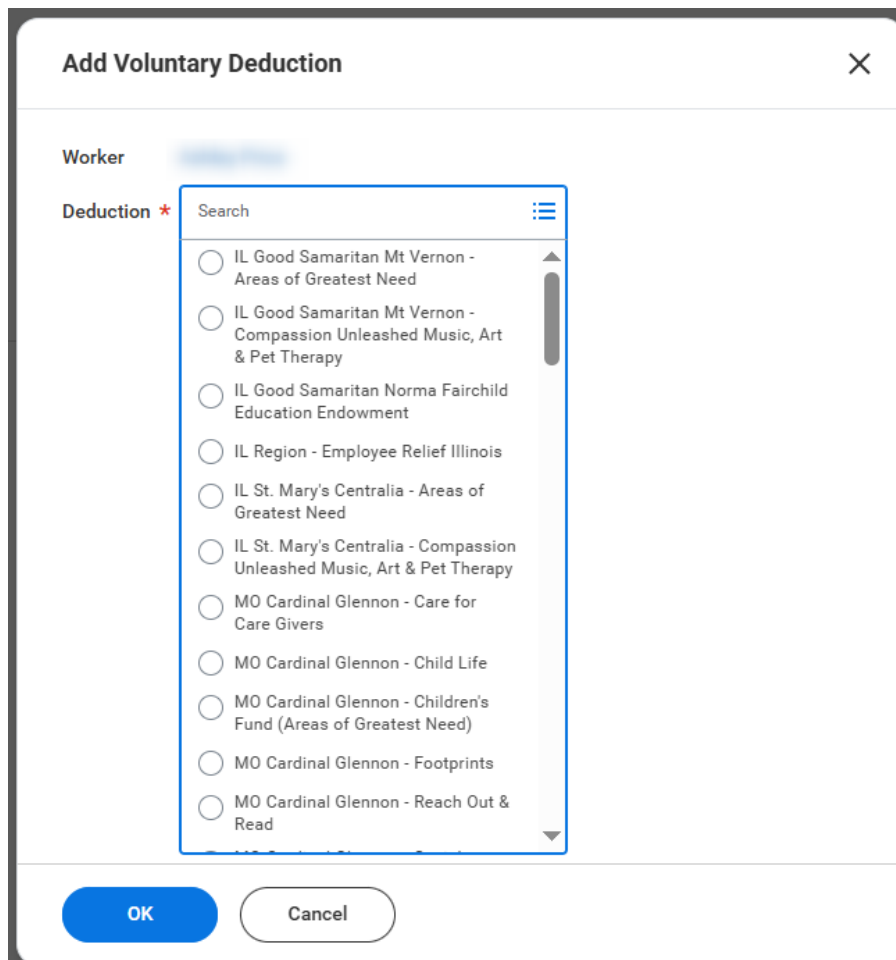 Add Voluntary Deduction
Worker
Deduction *
Search
IL Good Samaritan Mt Vernon -
Areas of Greatest Need
IL Good Samaritan Mt Vernon -
Compassion Unleashed Music, Art
& Pet Therapy
IL Good Samaritan Norma Fairchild
Education Endowment
IL Region - Employee Relief Illinois
IL St. Mary's Centralia - Areas of
Greatest Need
IL St. Mary's Centralia - Compassion
Unleashed Music, Art & Pet Therapy
MO Cardinal Glennon - Care for
Care Givers
MO Cardinal Glennon - Child Life
MO Cardinal Glennon - Children's
Fund (Areas of Greatest Need)
MO Cardinal Glennon - Footprints
MO Cardinal Glennon - Reach Out &
Read
OK
Cancel